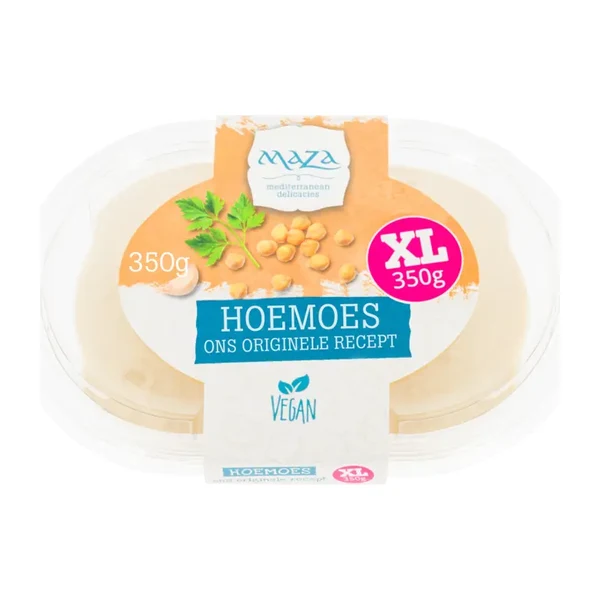 MAZA
mediterranean
delicacies
350g
XL
350g
HOEMOES
ONS ORIGINELE RECEPT
VEGAN
HOEMOES
ons originele recept
XL
350g